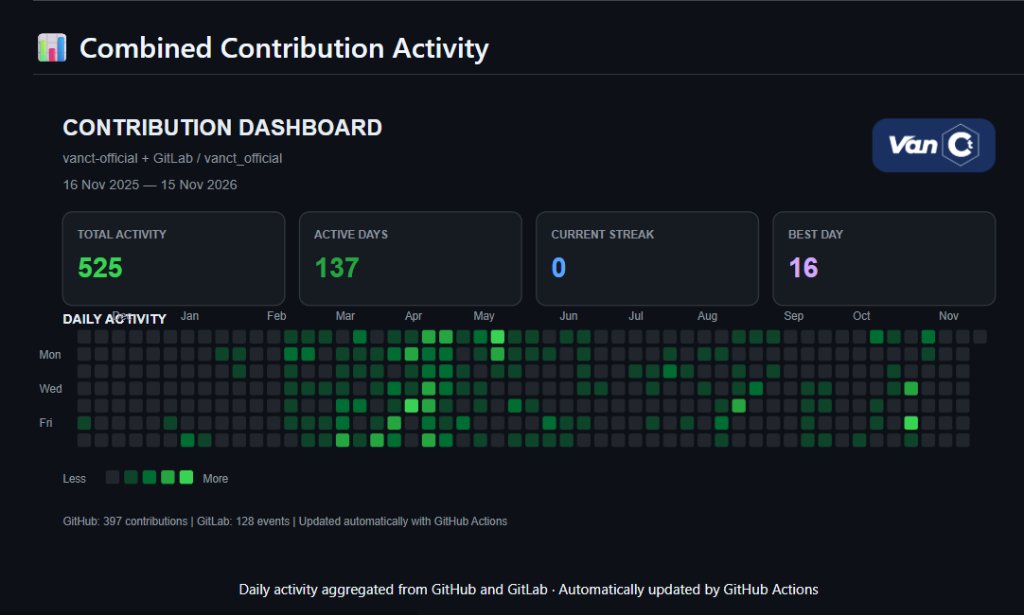 Combined Contribution Activity
CONTRIBUTION DASHBOARD
Van C
vanct-official + GitLab / vanct_official
16 Nov 2025 — 15 Nov 2026
TOTAL ACTIVITY
525
ACTIVE DAYS
137
CURRENT STREAK
0
BEST DAY
16
DAILY ACTIVITY
Dec Jan Feb Mar Apr May Jun Jul Aug Sep Oct Nov
Mon
Wed
Fri
Less More
GitHub: 397 contributions | GitLab: 128 events | Updated automatically with GitHub Actions
Daily activity aggregated from GitHub and GitLab · Automatically updated by GitHub Actions